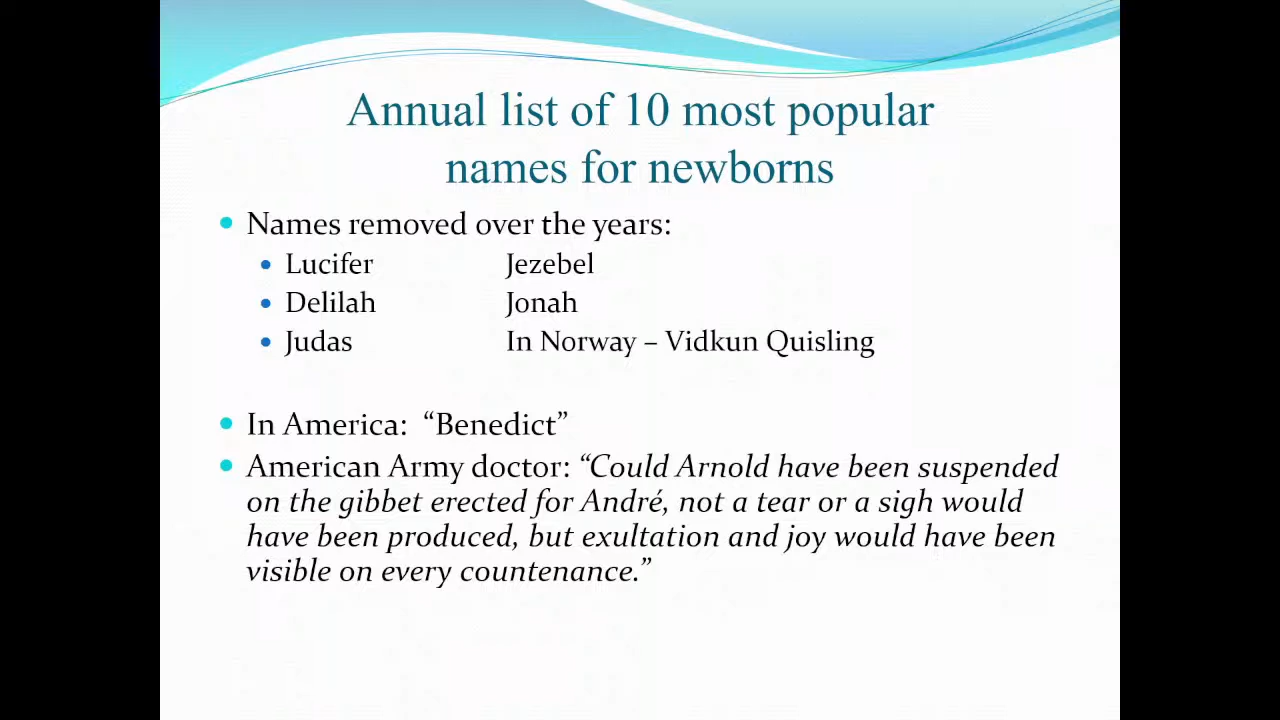 Annual list of 10 most popular
names for newborns
• Names removed over the years:
• Lucifer Jezebel
• Delilah Jonah
• Judas In Norway – Vidkun Quisling
• In America: “Benedict”
• American Army doctor: “Could Arnold have been suspended
on the gibbet erected for André, not a tear or a sigh would
have been produced, but exultation and joy would have been
visible on every countenance.”